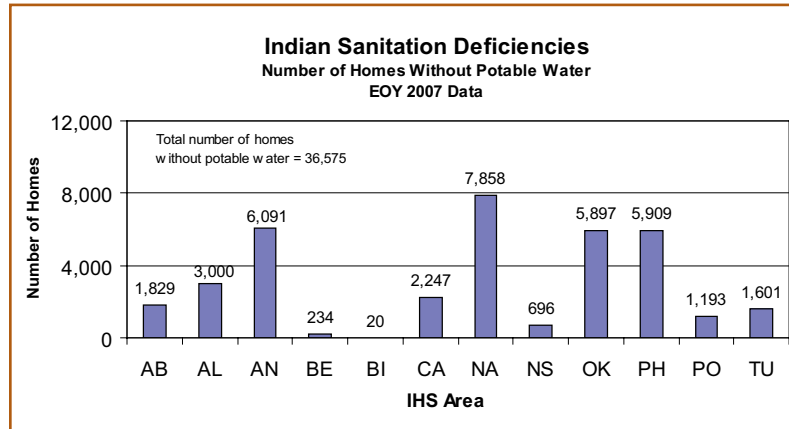 Indian Sanitation Deficiencies
Number of Homes Without Potable Water
EOY 2007 Data
12,000
8,000
4,000
0
Number of Homes
Total number of homes
without potable water = 36,575
1,829
3,000
6,091
234
20
2,247
7,858
696
5,897
5,909
1,193
1,601
AB AL AN BE BI CA NA NS OK PH PO TU
IHS Area